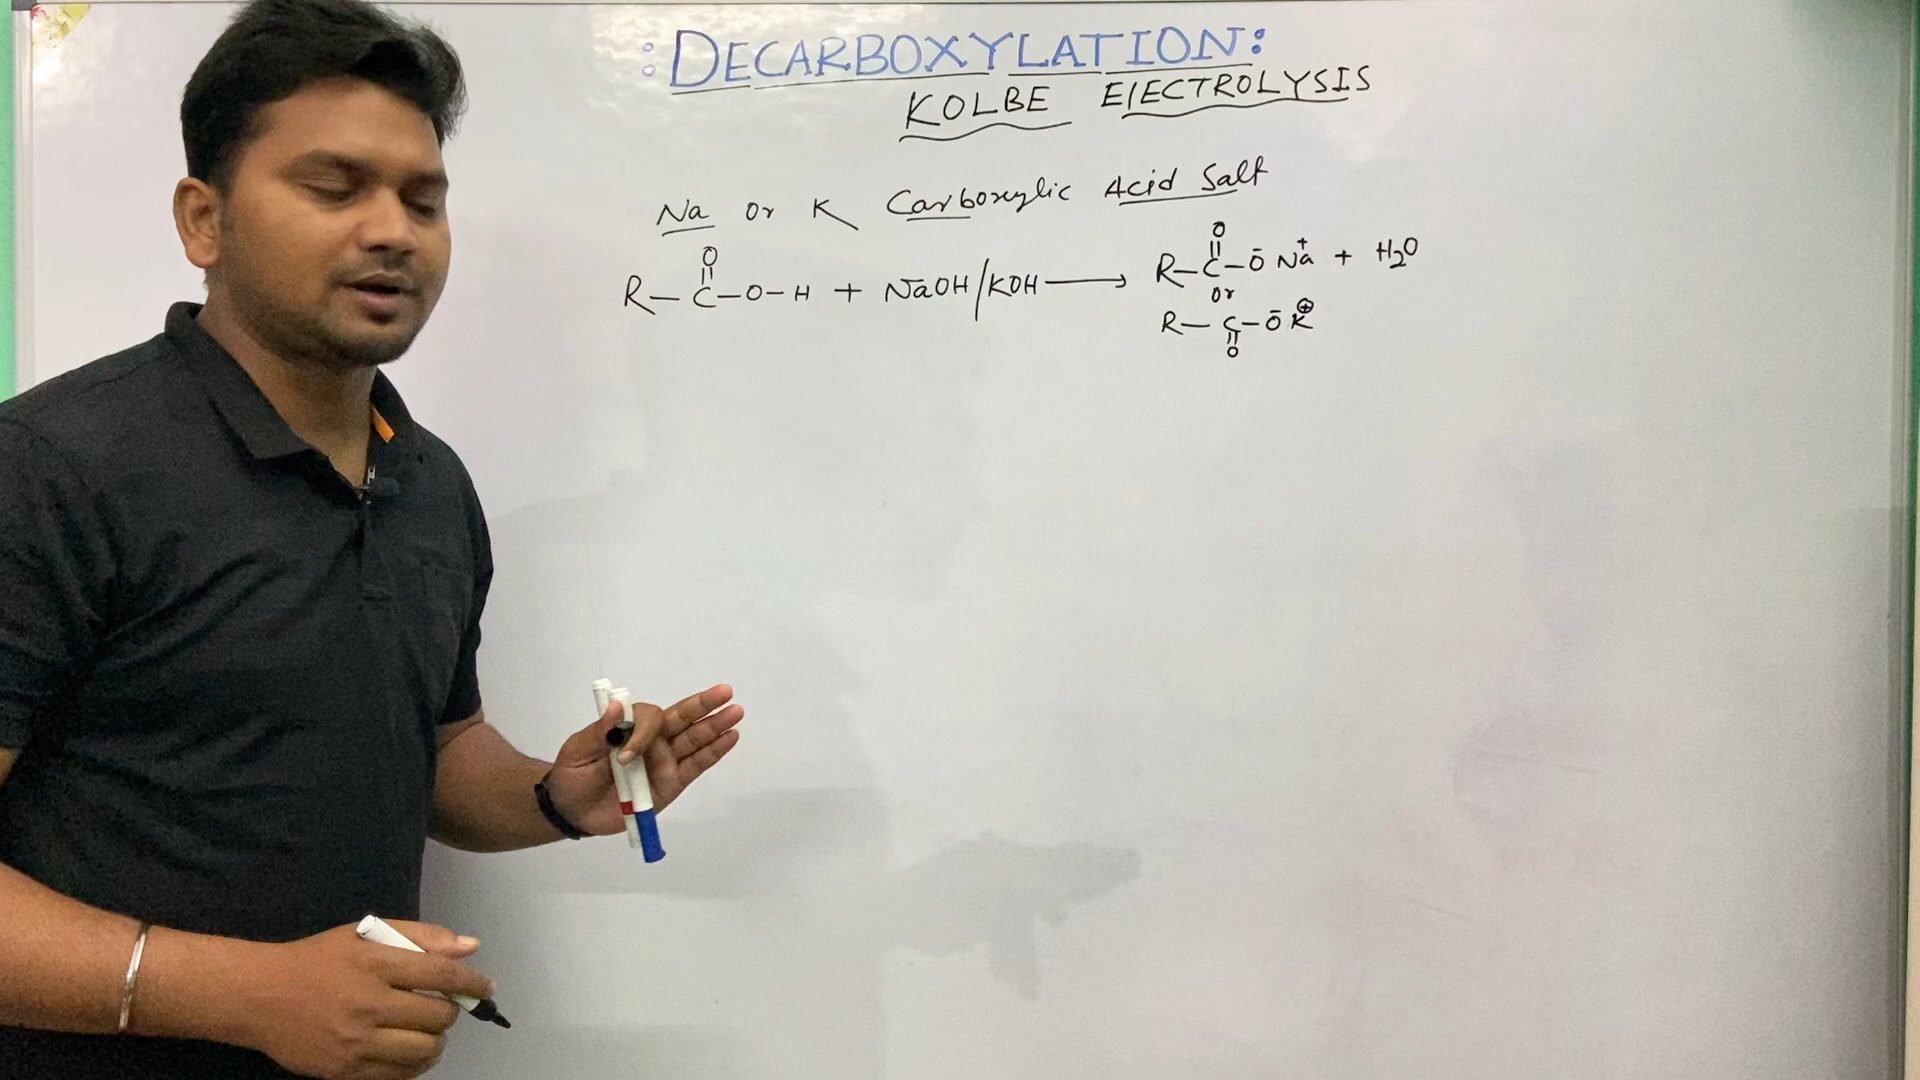 :DECARBOXYLATION:
KOLBE ElECTROLYSIS
Na Or K Carboxylic Acid Salt
O
R—C—O—H + NaOH/KOH ⟶ R—C—Ō Na⁺ + H₂O
O
Or
R—C—Ō K⊕
O